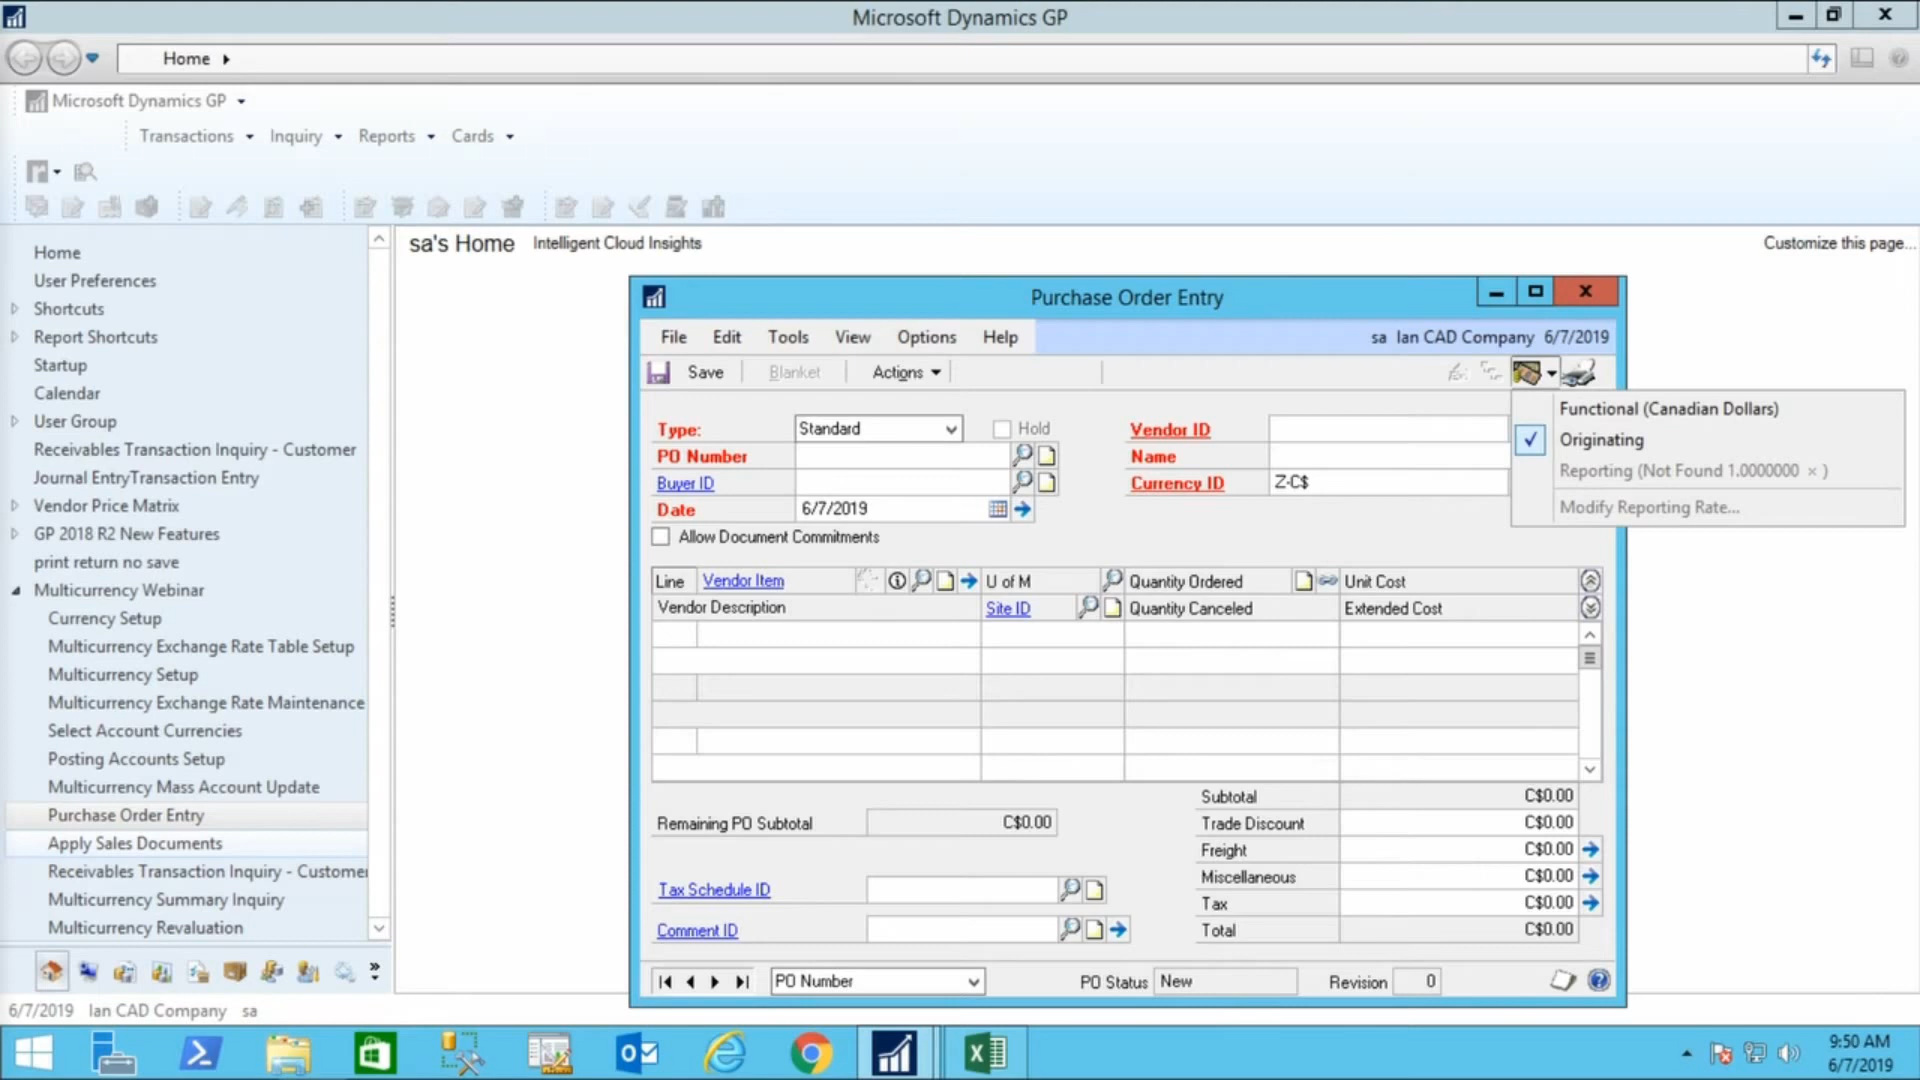 Microsoft Dynamics GP
Home
Microsoft Dynamics GP
Transactions Inquiry Reports Cards
Home
User Preferences
Shortcuts
Report Shortcuts
Startup
Calendar
User Group
Receivables Transaction Inquiry - Customer
Journal EntryTransaction Entry
Vendor Price Matrix
GP 2018 R2 New Features
print return no save
Multicurrency Webinar
Currency Setup
Multicurrency Exchange Rate Table Setup
Multicurrency Setup
Multicurrency Exchange Rate Maintenance
Select Account Currencies
Posting Accounts Setup
Multicurrency Mass Account Update
Purchase Order Entry
Apply Sales Documents
Receivables Transaction Inquiry - Customer
Multicurrency Summary Inquiry
Multicurrency Revaluation
6/7/2019 Ian CAD Company sa
sa's Home Intelligent Cloud Insights Customize this page...
Purchase Order Entry
File Edit Tools View Options Help sa Ian CAD Company 6/7/2019
Save Blanket Actions
Functional (Canadian Dollars)
Originating
Reporting (Not Found 1.0000000 × )
Modify Reporting Rate...
Type: Standard Hold Vendor ID
PO Number Name
Buyer ID Currency ID Z-C$
Date 6/7/2019
Allow Document Commitments
Line Vendor Item U of M Quantity Ordered Unit Cost
Vendor Description Site ID Quantity Canceled Extended Cost
Subtotal C$0.00
Remaining PO Subtotal C$0.00 Trade Discount C$0.00
Freight C$0.00
Miscellaneous C$0.00
Tax Schedule ID Tax C$0.00
Comment ID Total C$0.00
PO Number PO Status New Revision 0
9:50 AM
6/7/2019